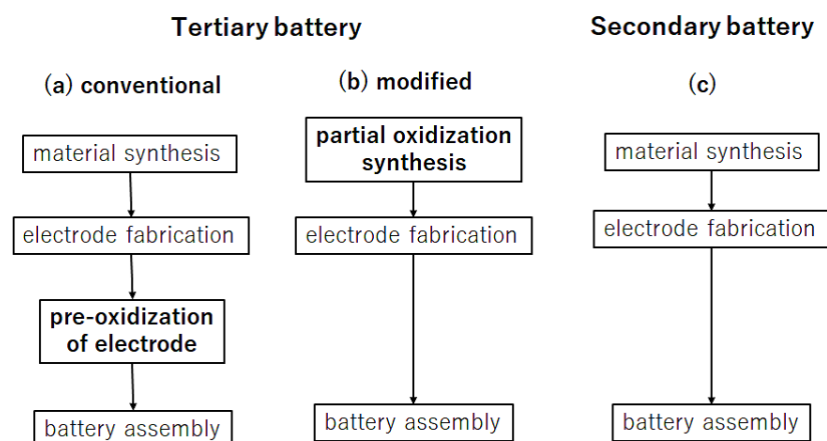 Tertiary battery
(a) conventional
material synthesis
electrode fabrication
pre-oxidization
of electrode
battery assembly
(b) modified
partial oxidization
synthesis
electrode fabrication
battery assembly
Secondary battery
(c)
material synthesis
electrode fabrication
battery assembly